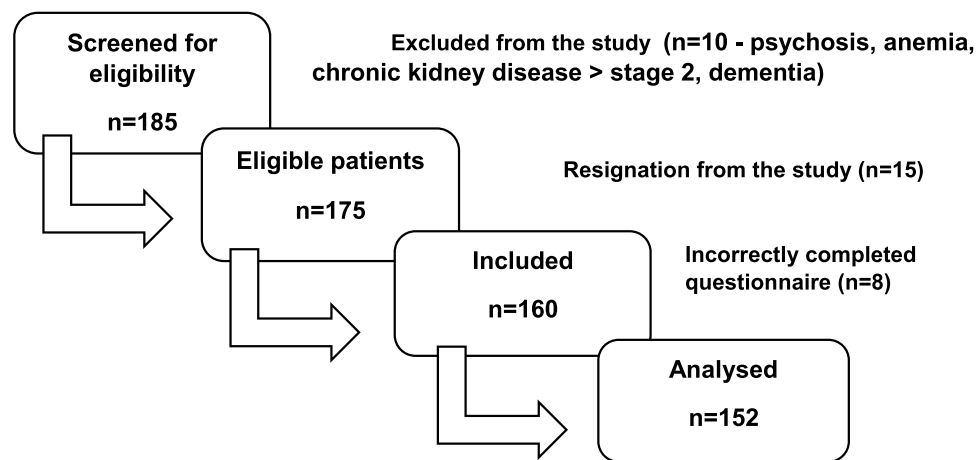 Screened for
eligibility
n=185
Excluded from the study (n=10 - psychosis, anemia,
chronic kidney disease > stage 2, dementia)
Eligible patients
n=175
Resignation from the study (n=15)
Included
n=160
Incorrectly completed
questionnaire (n=8)
Analysed
n=152